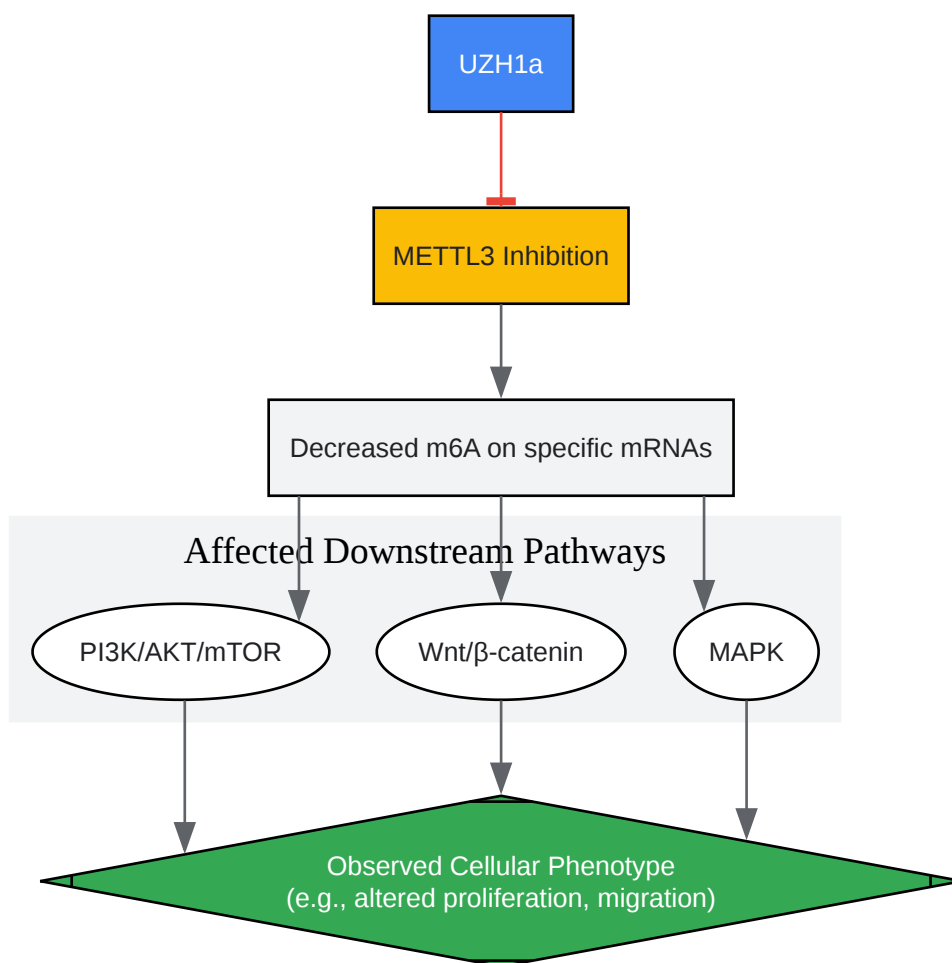 UZH1a
METTL3 Inhibition
Decreased m6A on specific mRNAs
Affected Downstream Pathways
PI3K/AKT/mTOR
Wnt/β-catenin
MAPK
Observed Cellular Phenotype
(e.g., altered proliferation, migration)